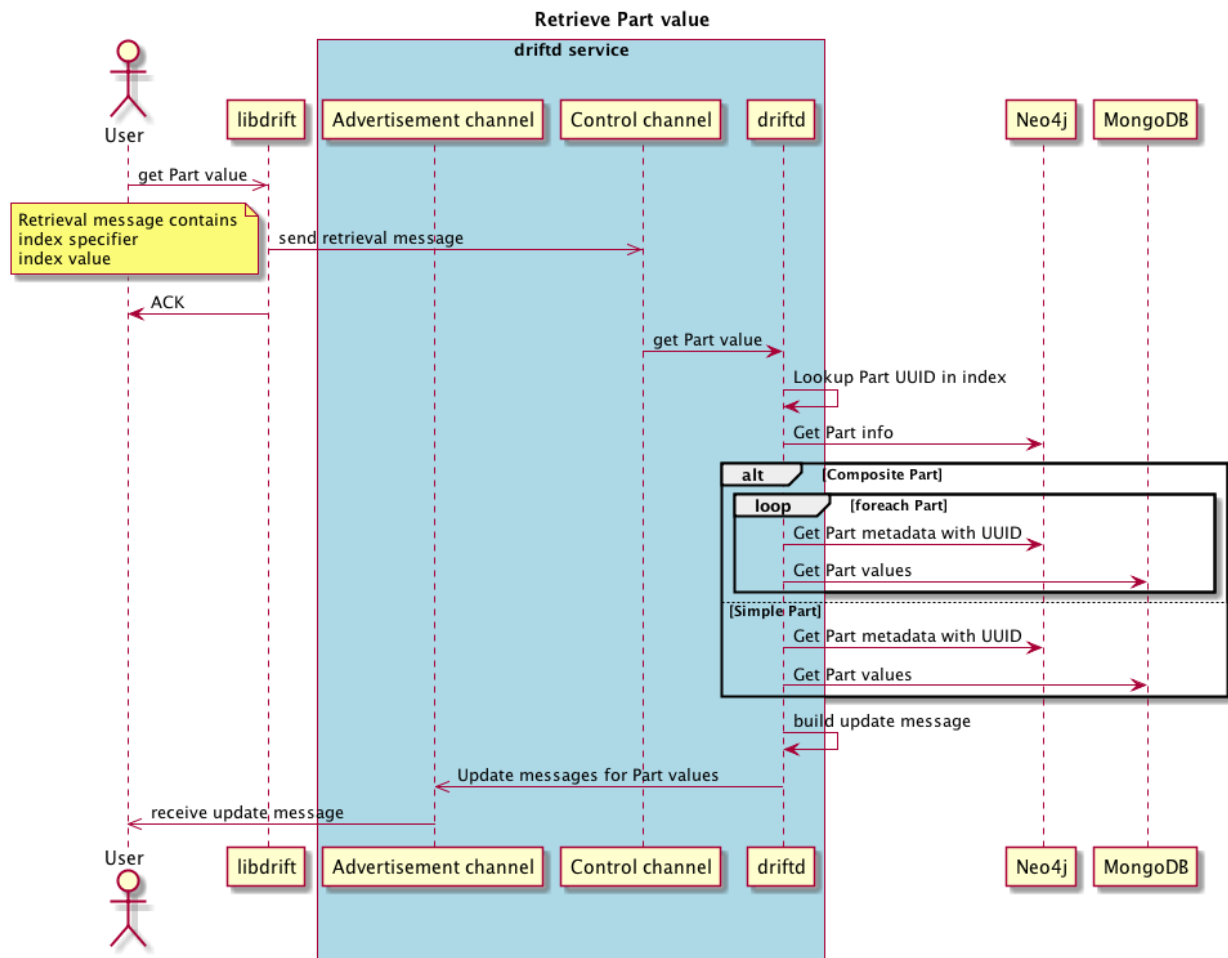 Retrieve Part value
driftd service
User
libdrift
Advertisement channel
Control channel
driftd
Neo4j
MongoDB
get Part value
Retrieval message contains
index specifier
index value
send retrieval message
ACK
get Part value
Lookup Part UUID in index
Get Part info
alt
[Composite Part]
loop
[foreach Part]
Get Part metadata with UUID
Get Part values
[Simple Part]
Get Part metadata with UUID
Get Part values
build update message
Update messages for Part values
receive update message
User
libdrift
Advertisement channel
Control channel
driftd
Neo4j
MongoDB